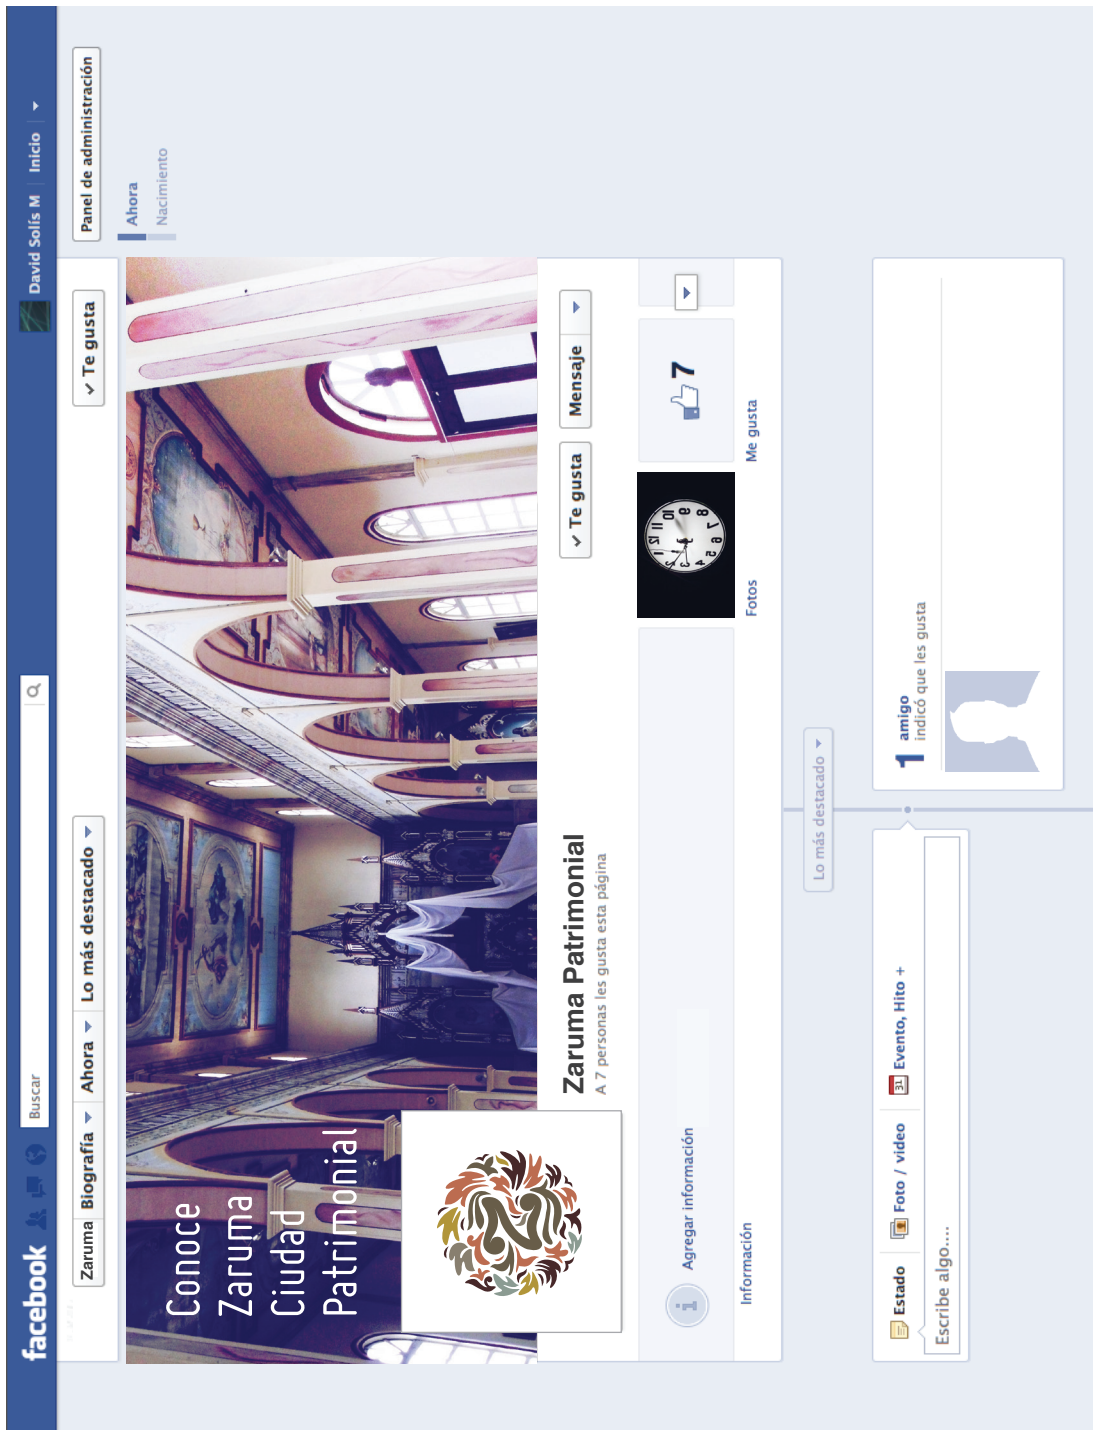 facebook
Buscar
David Solís M
Inicio
Zaruma
Biografía
Ahora
Lo más destacado
Te gusta
Panel de administración
Ahora
Nacimiento
Conoce
Zaruma
Ciudad
Patrimonial
Zaruma Patrimonial
A 7 personas les gusta esta página
Te gusta
Mensaje
Agregar información
7
Información
Fotos
Me gusta
Lo más destacado
Estado
Foto / video
31
Evento, Hito +
Escribe algo....
1 amigo
indicó que les gusta